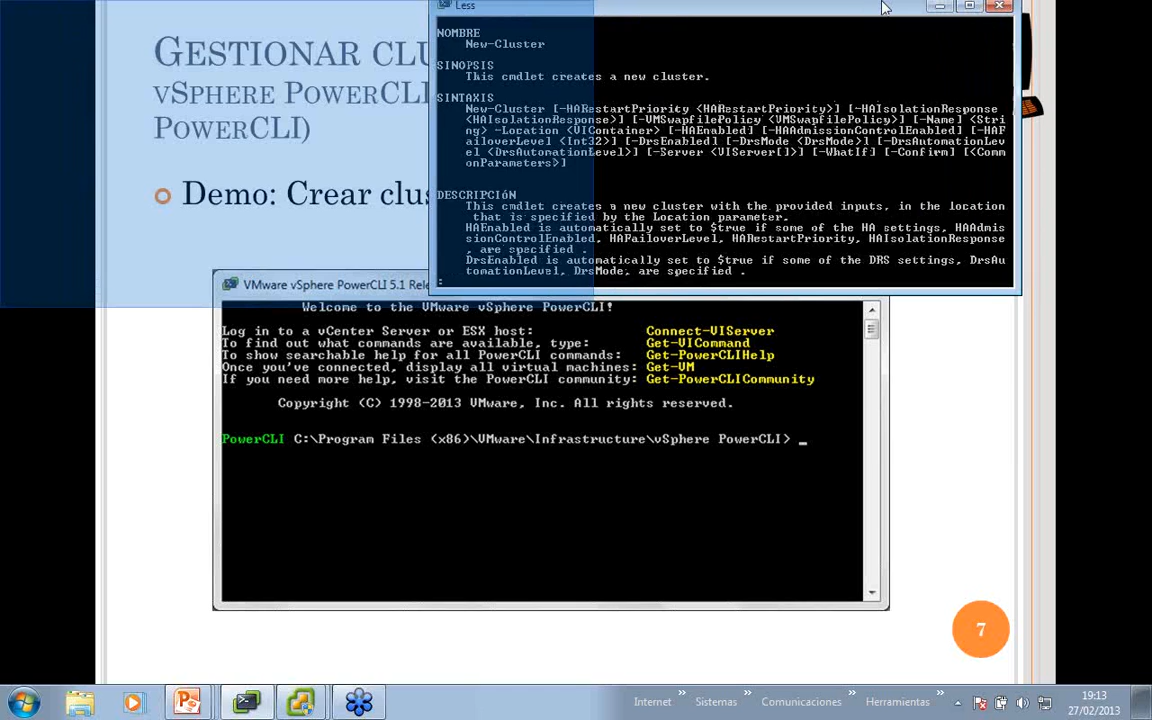 GESTIONAR CLU
VSPHERE POWERCLI
POWERCLI)
Demo: Crear clus
Less
NOMBRE
New-Cluster
SINOPSIS
This cmdlet creates a new cluster.
SINTAXIS
New-Cluster [-HARestartPriority <HARestartPriority>] [-HAIsolationResponse
<HAIsolationResponse>] [-VMSwapfilePolicy <VMSwapfilePolicy>] [-Name] <Stri
ng> -Location <VIContainer> [-HAEnabled] [-HAAdmissionControlEnabled] [-HAF
ailoverLevel <Int32>] [-DrsEnabled] [-DrsMode <DrsMode>] [-DrsAutomationLev
el <DrsAutomationLevel>] [-Server <VIServer[]>] [-WhatIf] [-Confirm] [<Comm
onParameters>]
DESCRIPCIóN
This cmdlet creates a new cluster with the provided inputs, in the location
that is specified by the Location parameter.
HAEnabled is automatically set to $true if some of the HA settings, HAAdmis
sionControlEnabled, HAFailoverLevel, HARestartPriority, HAIsolationResponse
, are specified .
DrsEnabled is automatically set to $true if some of the DRS settings, DrsAu
tomationLevel, DrsMode, are specified .
:
VMware vSphere PowerCLI 5.1 Rele
Welcome to the VMware vSphere PowerCLI!
Log in to a vCenter Server or ESX host: Connect-VIServer
To find out what commands are available, type: Get-VICommand
To show searchable help for all PowerCLI commands: Get-PowerCLIHelp
Once you've connected, display all virtual machines: Get-VM
If you need more help, visit the PowerCLI community: Get-PowerCLICommunity
Copyright (C) 1998-2013 VMware, Inc. All rights reserved.
PowerCLI C:\Program Files (x86)\VMware\Infrastructure\vSphere PowerCLI> _
7
Internet » Sistemas » Comunicaciones » Herramientas »
19:13
27/02/2013